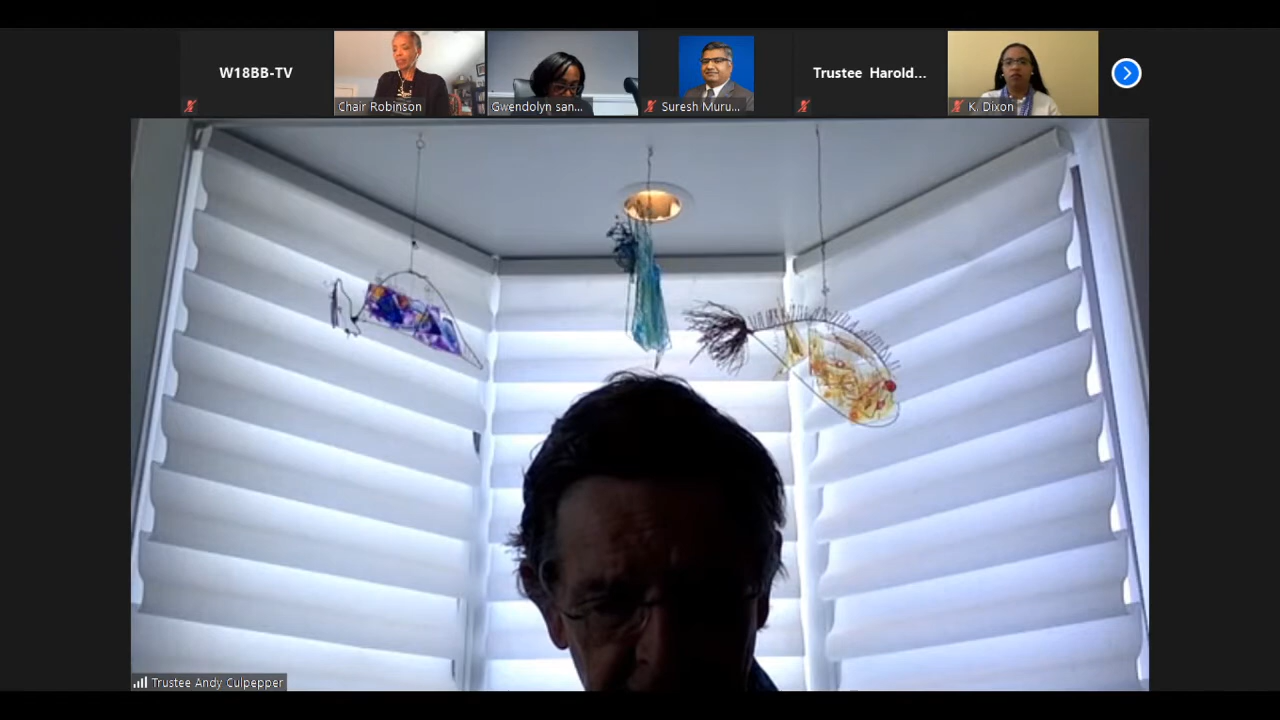 W18BB-TV
Chair Robinson
Gwendolyn san...
Suresh Muru...
Trustee Harold...
K. Dixon
Trustee Andy Culpepper